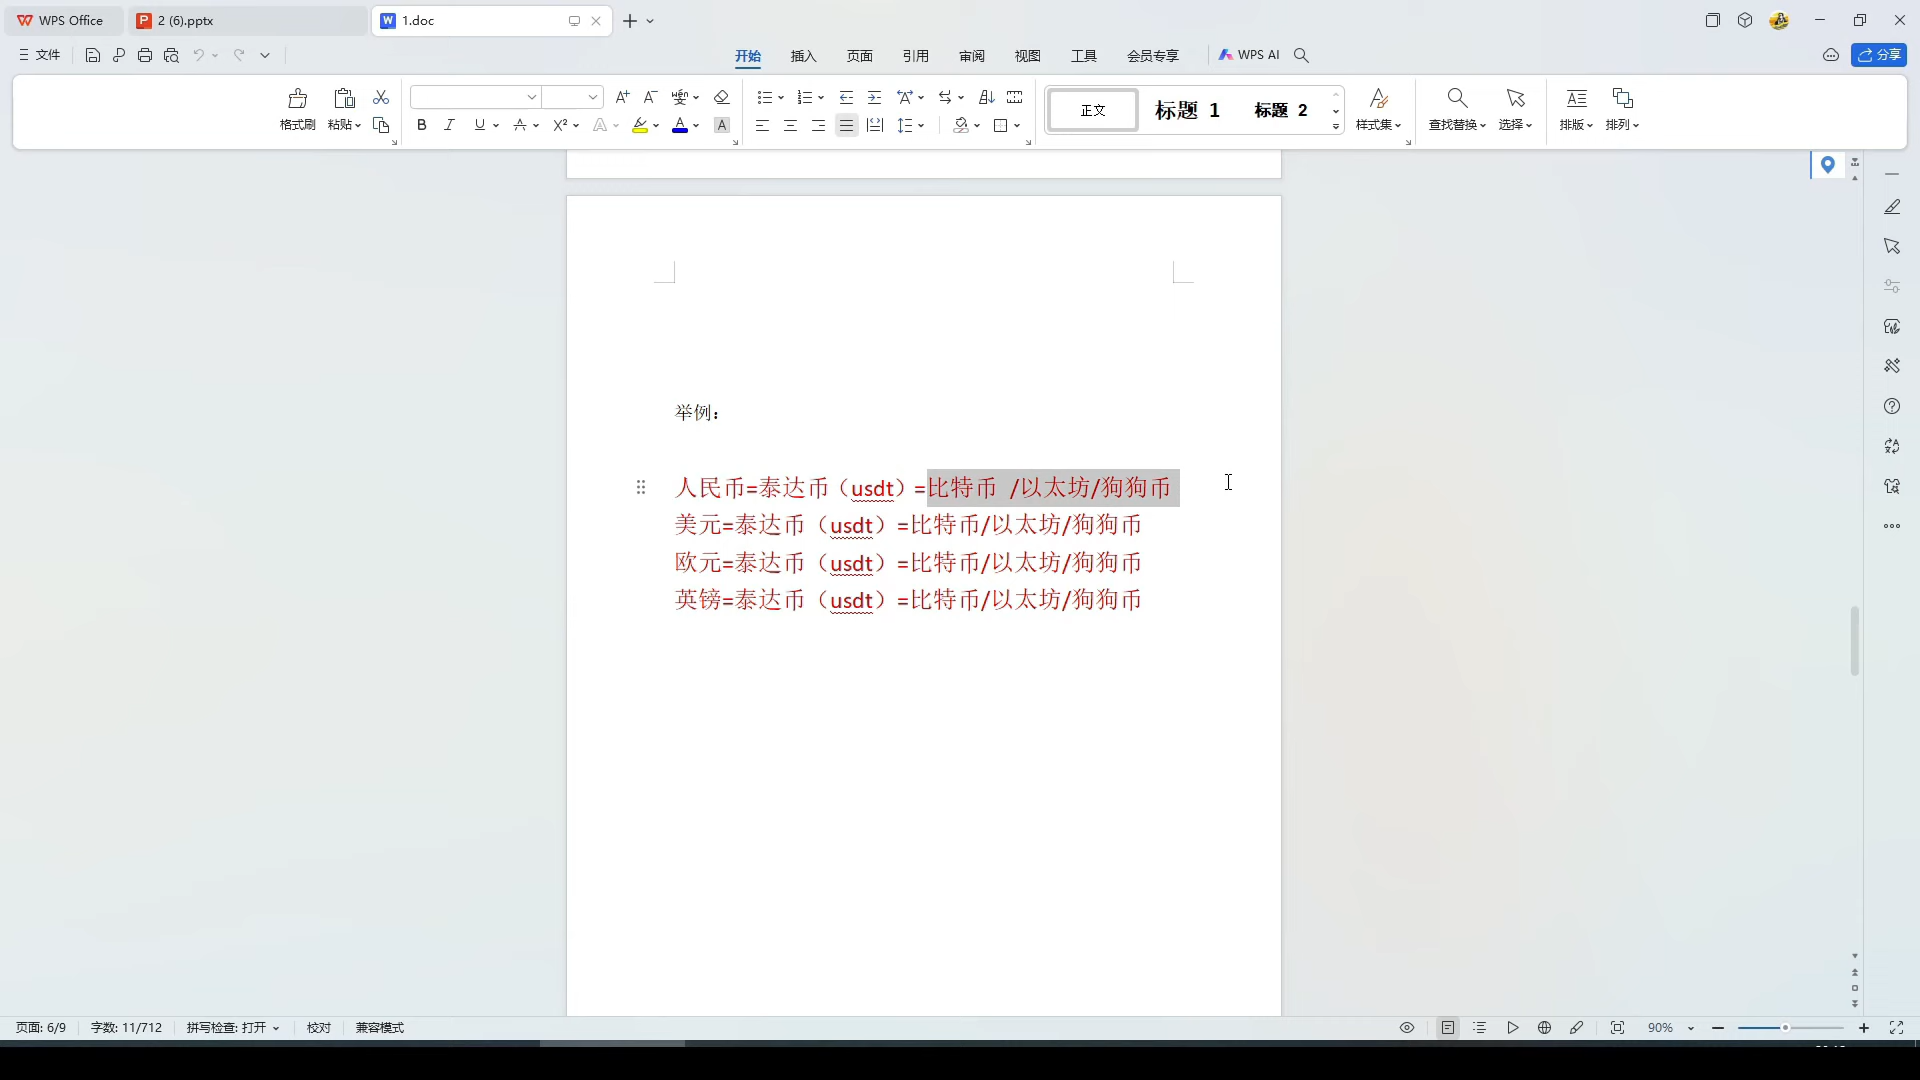 WPS Office
2 (6).pptx
1.doc
文件
开始
插入
页面
引用
审阅
视图
工具
会员专享
WPS AI
分享
格式刷
粘贴
正文
标题 1
标题 2
样式集
查找替换
选择
排版
排列
举例：
人民币=泰达币（usdt）=比特币 /以太坊/狗狗币
美元=泰达币（usdt）=比特币/以太坊/狗狗币
欧元=泰达币（usdt）=比特币/以太坊/狗狗币
英镑=泰达币（usdt）=比特币/以太坊/狗狗币
页面: 6/9
字数: 11/712
拼写检查: 打开
校对
兼容模式
90%